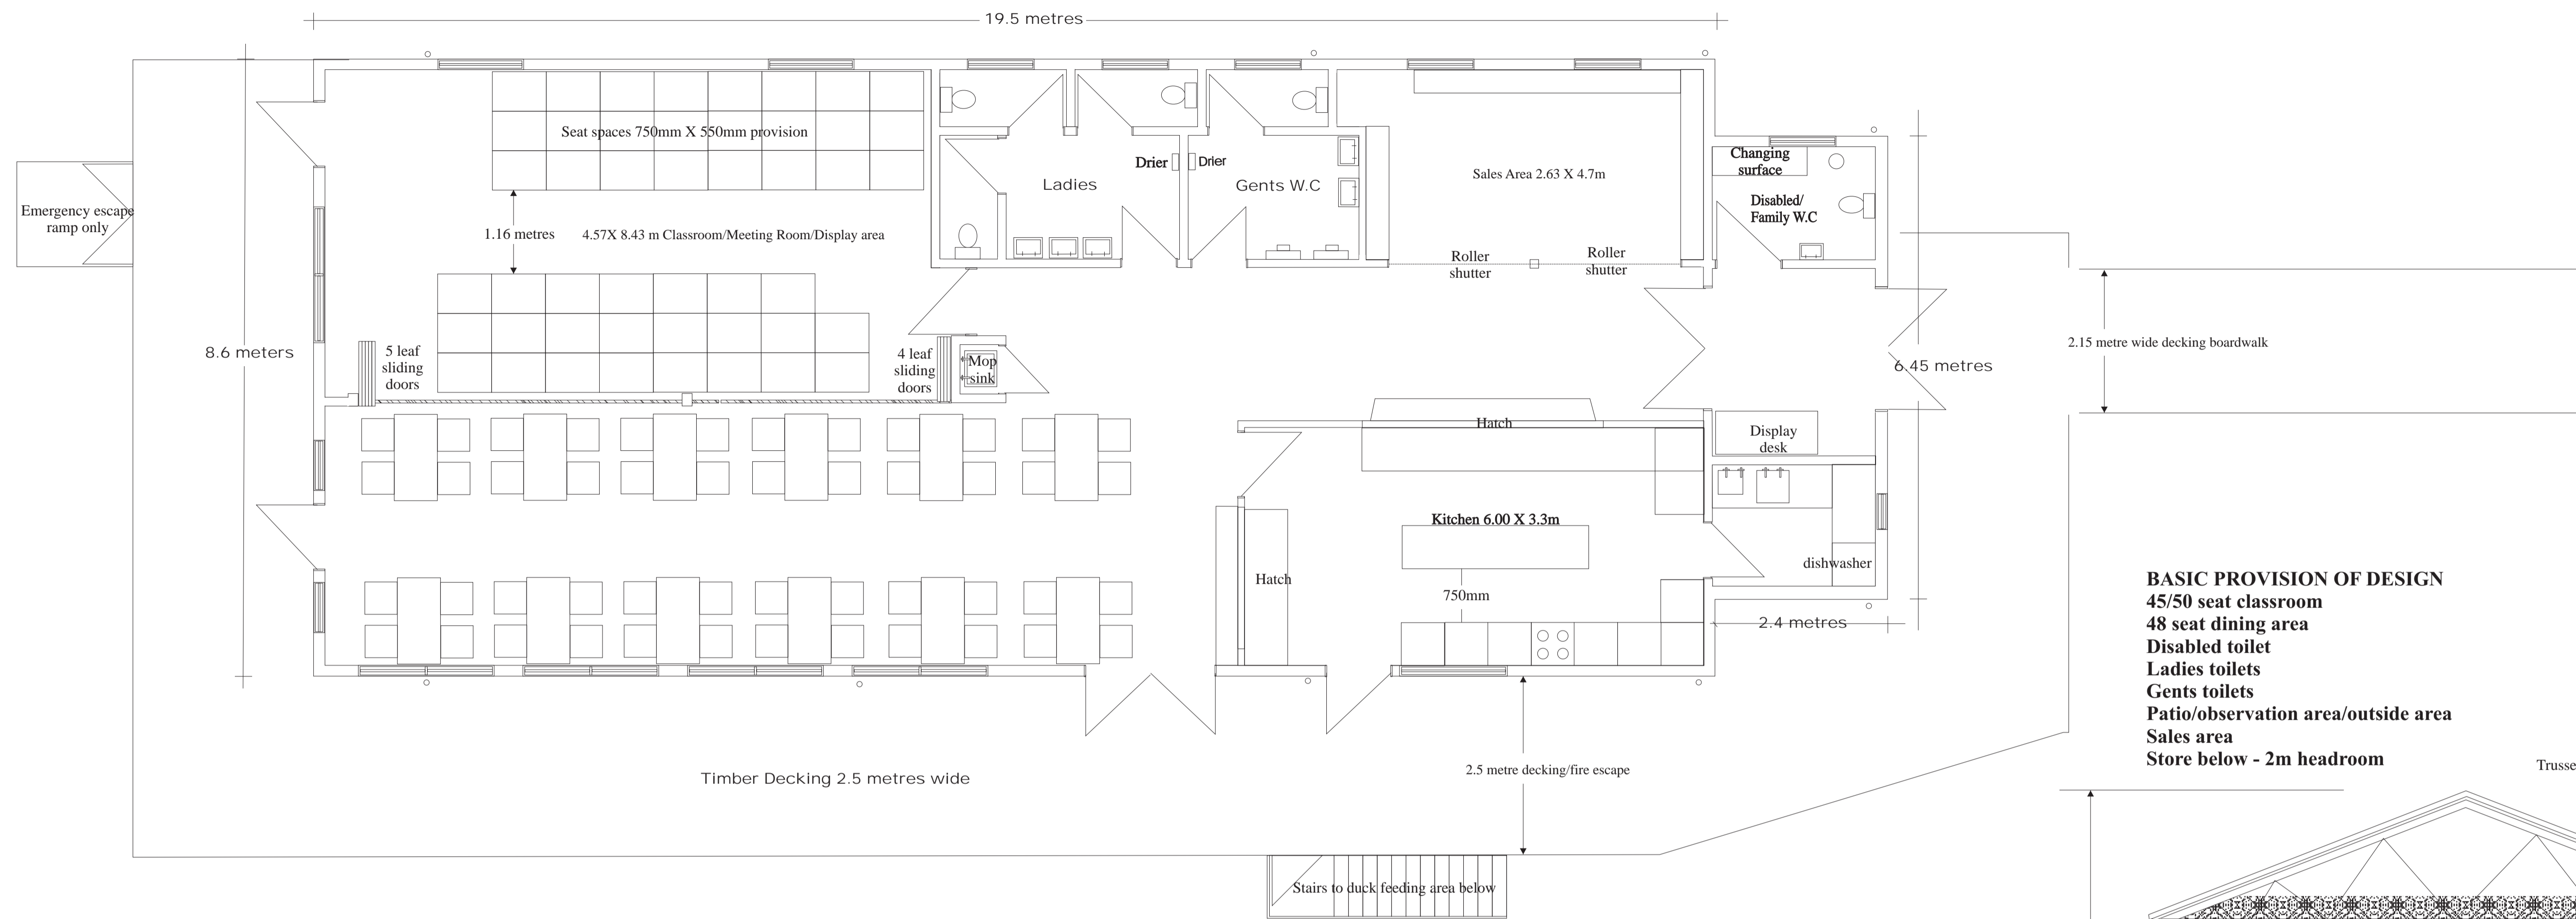 19.5 metres
Seat spaces 750mm X 550mm provision
Drier
Drier
Ladies
Gents W.C
Sales Area 2.63 X 4.7m
Changing
surface
Disabled/
Family W.C
Emergency escape
ramp only
1.16 metres
4.57X 8.43 m Classroom/Meeting Room/Display area
Roller
shutter
Roller
shutter
8.6 meters
5 leaf
sliding
doors
4 leaf
sliding
doors
Mop
sink
2.15 metre wide decking boardwalk
6.45 metres
Hatch
Display
desk
Kitchen 6.00 X 3.3m
dishwasher
Hatch
750mm
2.4 metres
BASIC PROVISION OF DESIGN
45/50 seat classroom
48 seat dining area
Disabled toilet
Ladies toilets
Gents toilets
Patio/observation area/outside area
Sales area
Store below - 2m headroom
Timber Decking 2.5 metres wide
2.5 metre decking/fire escape
Stairs to duck feeding area below